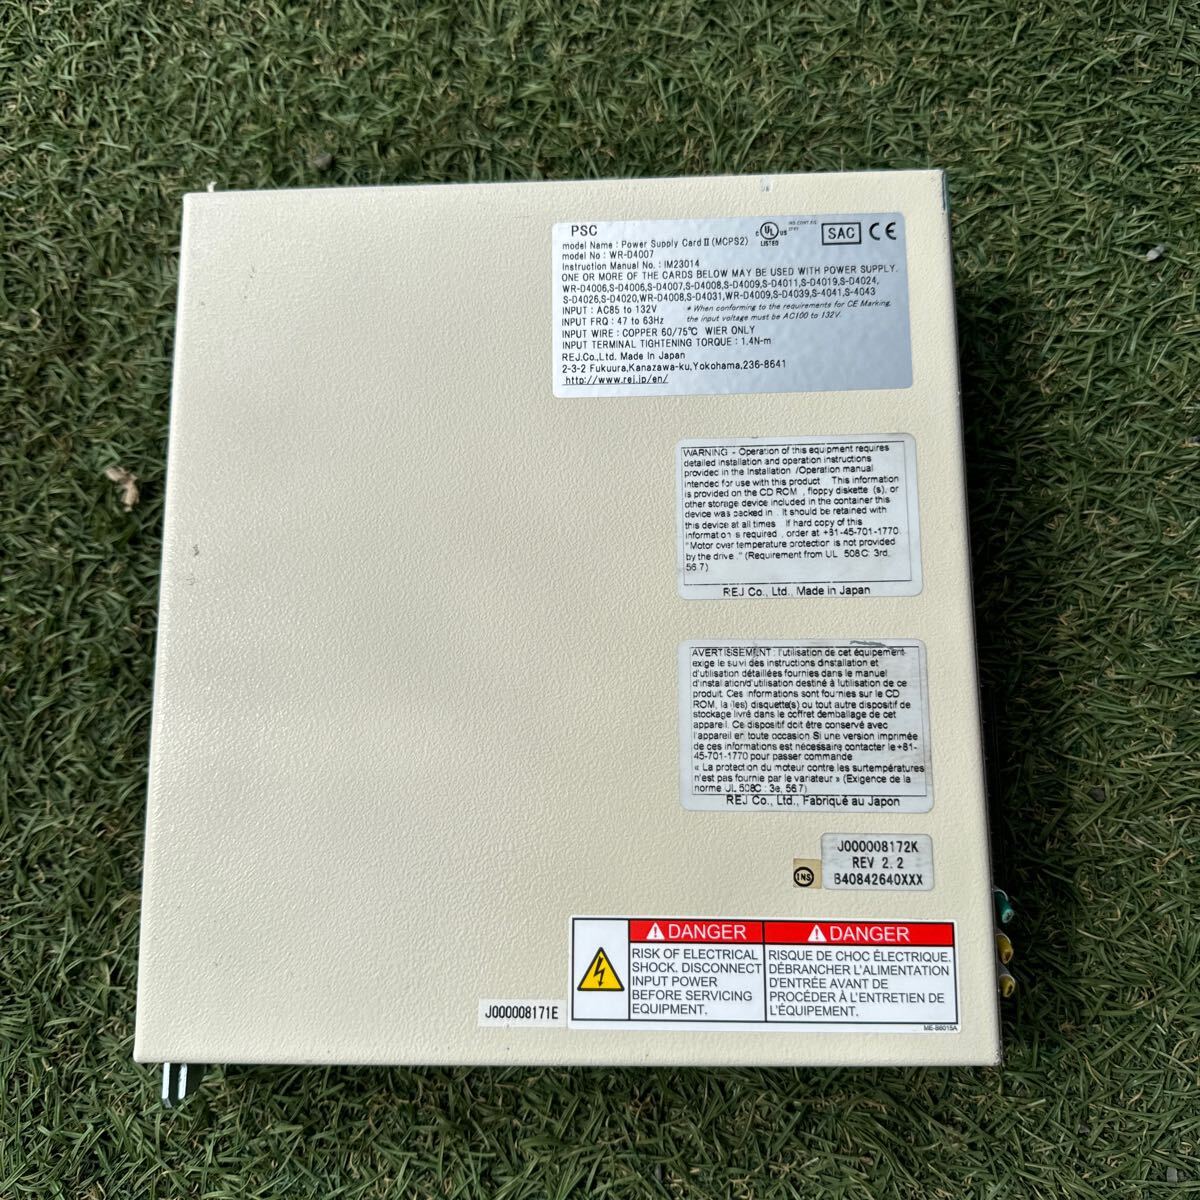 PSC
model Name : Power Supply Card II (MCPS2)
model No : WR-D4007
Instruction Manual No. : IM23014
C UL US
LISTED
SAC CE
ONE OR MORE OF THE CARDS BELOW MAY BE USED WITH POWER SUPPLY.
WR-D4006,S-D4006,S-D4007,S-D4008,S-D4009,S-D4011,S-D4019,S-D4024,
S-D4026,S-D4020,WR-D4008,S-D4031,WR-D4009,S-D4039,S-4041,S-4043
INPUT : AC85 to 132V
* When conforming to the requirements for CE Marking,
INPUT FRQ : 47 to 63Hz
the input voltage must be AC100 to 132V.
INPUT WIRE : COPPER 60/75℃ WIER ONLY
INPUT TERMINAL TIGHTENING TORQUE : 1.4N-m
REJ.Co.,Ltd. Made In Japan
2-3-2 Fukuura,Kanazawa-ku,Yokohama,236-8641
http://www.rej.jp/en/
WARNING - Operation of this equipment requires
detailed installation and operation instructions
provided in the Installation /Operation manual
intended for use with this product This information
is provided on the CD ROM , floppy diskette (s), or
other storage device included in the container this
device was packed in . It should be retained with
this device at all times If hard copy of this
information is required , order at +81-45-701-1770
"Motor over temperature protection is not provided
by the drive ." (Requirement from UL 508C: 3rd,
56.7)
REJ Co., Ltd., Made in Japan
AVERTISSEMENT : l'utilisation de cet équipement
exige le suivi des instructions dinstallation et
d'utilisation détaillées fournies dans le manuel
d'installation/d'utilisation destiné à lutilisation de ce
produit. Ces informations sont fournies sur le CD
ROM, la (les) disquette(s) ou tout autre dispositif de
stockage livré dans le coffret demballage de cet
appareil. Ce dispositif doit être conservé avec
l'appareil en toute occasion. Si une version imprimée
de ces informations est nécessaire contacter le +81-
45-701-1770 pour passer commande
« La protection du moteur contre les surtempératures
n'est pas fournie par le variateur » (Exigence de la
norme UL 508C : 3e, 56.7)
REJ Co., Ltd., Fabriqué au Japon
J000008172K
REV 2.2
B40842640XXX
INS
DANGER
RISK OF ELECTRICAL
SHOCK. DISCONNECT
INPUT POWER
BEFORE SERVICING
EQUIPMENT.
DANGER
RISQUE DE CHOC ÉLECTRIQUE.
DÉBRANCHER L'ALIMENTATION
D'ENTRÉE AVANT DE
PROCÉDER À L'ENTRETIEN DE
L'ÉQUIPEMENT.
J000008171E
ME-86015A